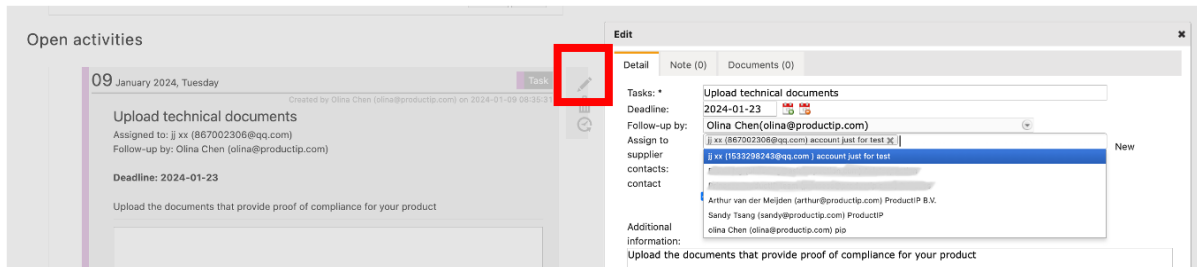 Open activities
09 January 2024, Tuesday
Task
Created by Olina Chen (olina@productip.com) on 2024-01-09 08:35:31
Upload technical documents
Assigned to: jj xx (867002306@qq.com)
Follow-up by: Olina Chen (olina@productip.com)
Deadline: 2024-01-23
Upload the documents that provide proof of compliance for your product
Edit
Detail Note (0) Documents (0)
Tasks: * Upload technical documents
Deadline: 2024-01-23
Follow-up by: Olina Chen(olina@productip.com)
Assign to supplier contacts: contact
jj xx (867002306@qq.com) account just for test
New
jj xx (1533298243@qq.com ) account just for test
Arthur van der Meijden (arthur@productip.com) ProductIP B.V.
Sandy Tsang (sandy@productip.com) ProductIP
olina Chen (olina@productip.com) pip
Additional information:
Upload the documents that provide proof of compliance for your product